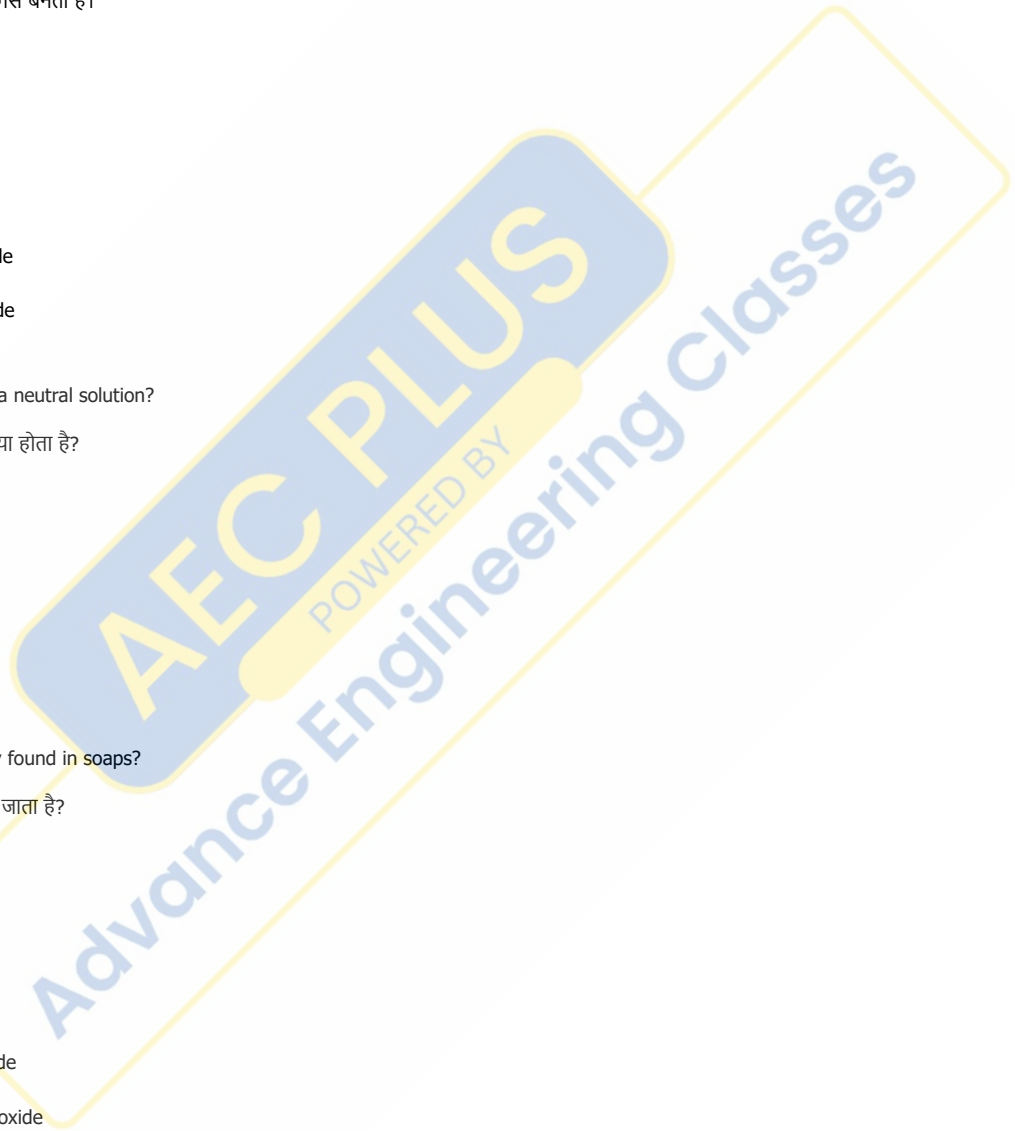 बनता है।
de
de
a neutral solution?
या होता है?
AEC PLUS
POWERED BY
Advance Engineering Classes
found in soaps?
जाता है?
de
oxide